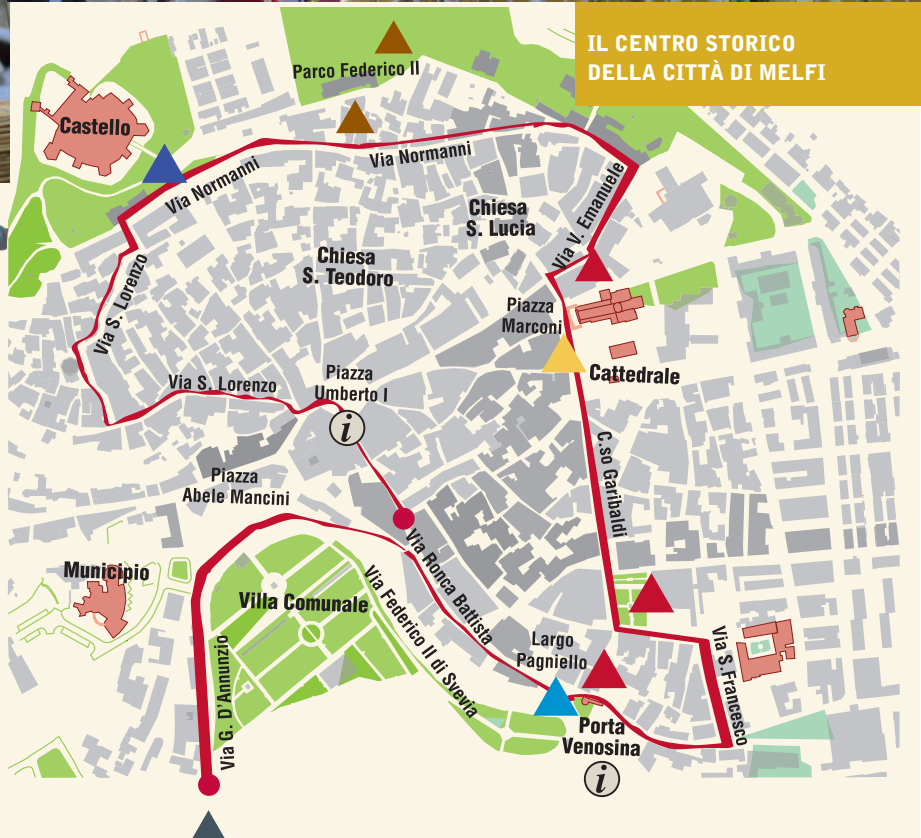 IL CENTRO STORICO
DELLA CITTÀ DI MELFI
Parco Federico II
Castello
Via Normanni
Via Normanni
Via V. Emanuele
Chiesa
S. Lucia
Chiesa
S. Teodoro
Via S. Lorenzo
Piazza
Marconi
Cattedrale
Via S. Lorenzo
Piazza
Umberto I
i
C.so Garibaldi
Piazza
Abele Mancini
Via Ronca Battista
Municipio
Villa Comunale
Via Federico II di Svevia
Largo
Pagniello
Via S.Francesco
Via G. D'Annunzio
Porta
Venosina
i